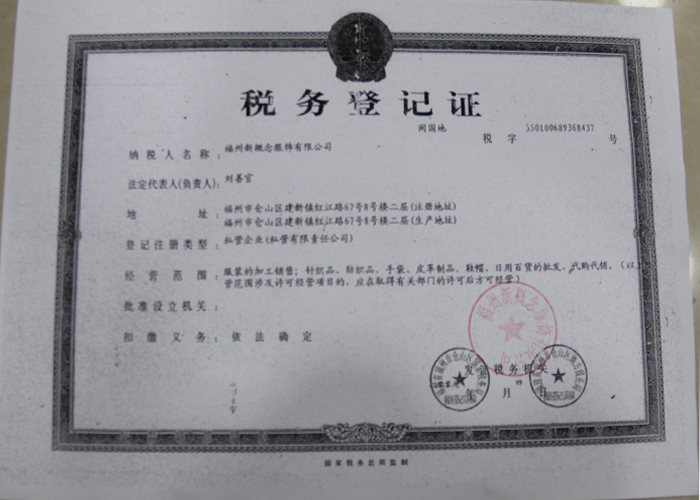 税务登记证
闽国地
税 字 550100689368437 号
纳税人名称: 福州新概念服饰有限公司
法定代表人(负责人): 刘善官
地 址: 福州市仓山区建新镇红江路67号8号楼二层(注册地址)
福州市仓山区建新镇红江路67号8号楼二层(生产地址)
登记注册类型: 私营企业(私营有限责任公司)
经营范围: 服装的加工销售;针织品、纺织品、手袋、皮革制品、鞋帽、日用百货的批发、代购代销。(以
营范围涉及许可经营项目的,应在取得有关部门的许可后方可经营)
批准设立机关:
扣缴义务: 依法确定
发 税务机关
年 四 月 日
国家税务总局监制